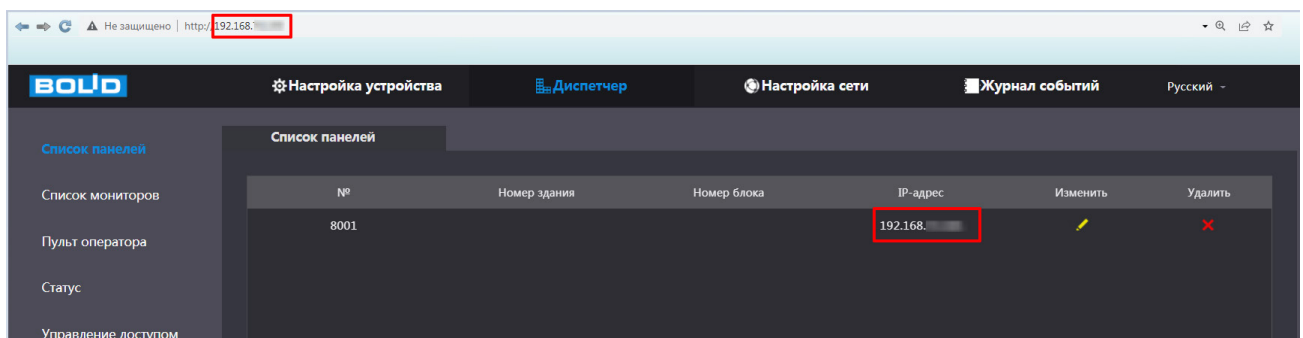 Не защищено | http://192.168.
BOLID
Настройка устройства
Диспетчер
Настройка сети
Журнал событий
Русский
Список панелей
Список панелей
Список мониторов
Пульт оператора
Статус
Управление доступом
№ Номер здания Номер блока IP-адрес Изменить Удалить
8001 192.168.